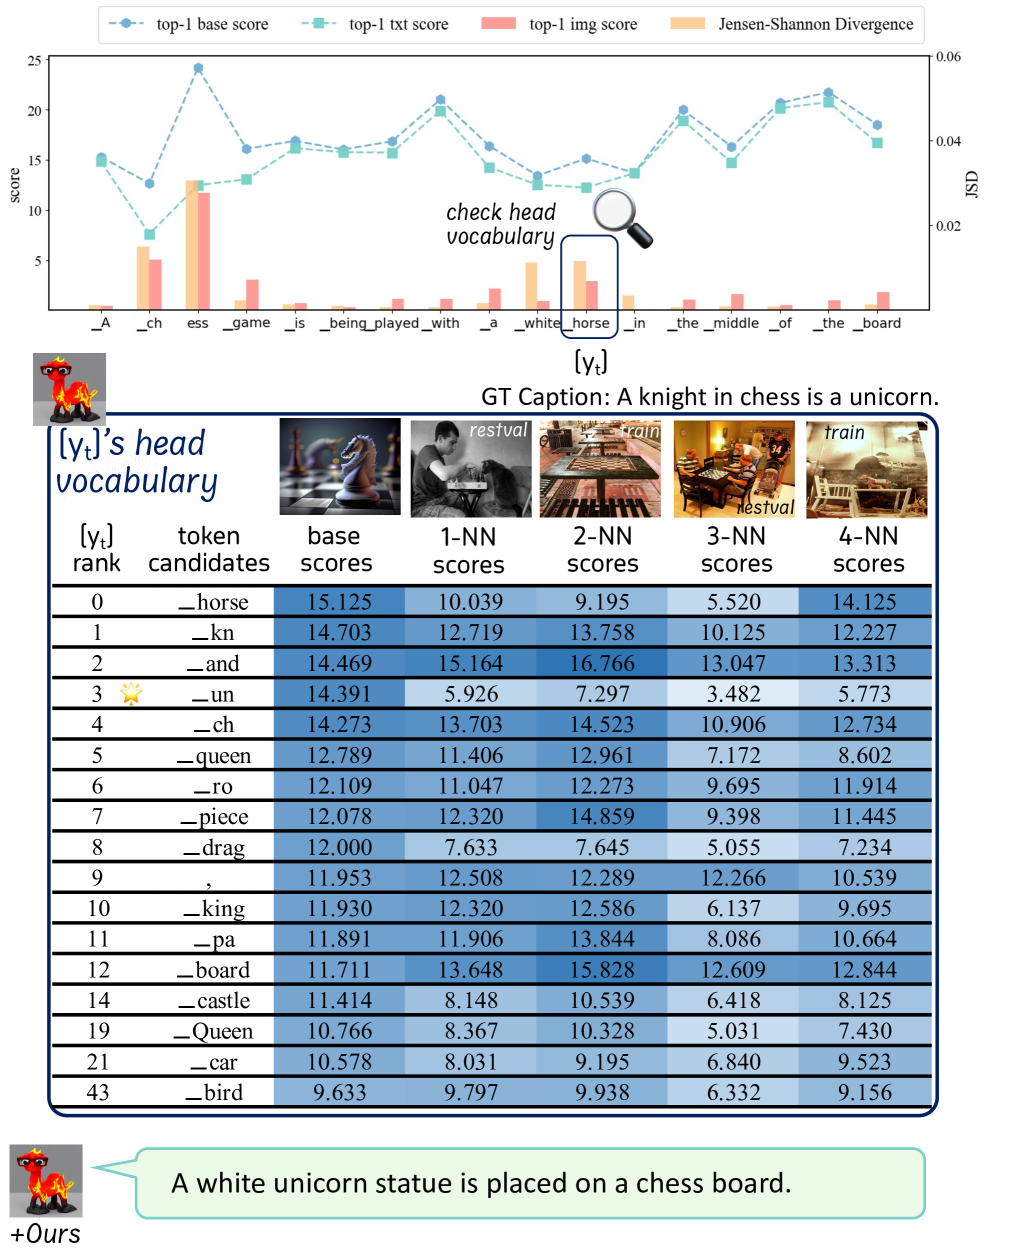 top-1 base score top-1 txt score top-1 img score Jensen-Shannon Divergence
25 0.06
20
0.04
15
score JSD
10
0.02
5
check head
vocabulary
_A _ch ess _game _is _being _played _with _a _white _horse _in _the _middle _of _the _board
[yt]
GT Caption: A knight in chess is a unicorn.
[yt]'s head
vocabulary
restval train restval train
[yt] rank token candidates base scores 1-NN scores 2-NN scores 3-NN scores 4-NN scores
0 _horse 15.125 10.039 9.195 5.520 14.125
1 _kn 14.703 12.719 13.758 10.125 12.227
2 _and 14.469 15.164 16.766 13.047 13.313
3 _un 14.391 5.926 7.297 3.482 5.773
4 _ch 14.273 13.703 14.523 10.906 12.734
5 _queen 12.789 11.406 12.961 7.172 8.602
6 _ro 12.109 11.047 12.273 9.695 11.914
7 _piece 12.078 12.320 14.859 9.398 11.445
8 _drag 12.000 7.633 7.645 5.055 7.234
9 , 11.953 12.508 12.289 12.266 10.539
10 _king 11.930 12.320 12.586 6.137 9.695
11 _pa 11.891 11.906 13.844 8.086 10.664
12 _board 11.711 13.648 15.828 12.609 12.844
14 _castle 11.414 8.148 10.539 6.418 8.125
19 _Queen 10.766 8.367 10.328 5.031 7.430
21 _car 10.578 8.031 9.195 6.840 9.523
43 _bird 9.633 9.797 9.938 6.332 9.156
A white unicorn statue is placed on a chess board.
+Ours